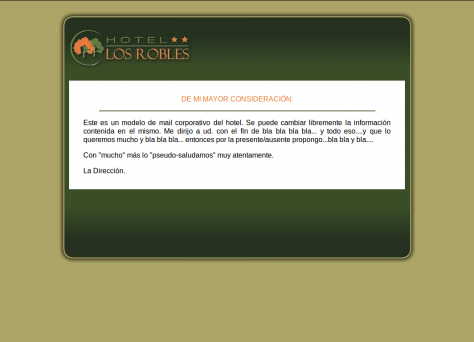 HOTEL
LOS ROBLES
DE MI MAYOR CONSIDERACIÓN:
Este es un modelo de mail corporativo del hotel. Se puede cambiar libremente la información
contenida en el mismo. Me dirijo a ud. con el fin de bla bla bla bla... y todo eso....y que lo
queremos mucho y bla bla bla... entonces por la presente/ausente propongo...bla bla y bla....
Con "mucho" más lo "pseudo-saludamos" muy atentamente.
La Dirección.